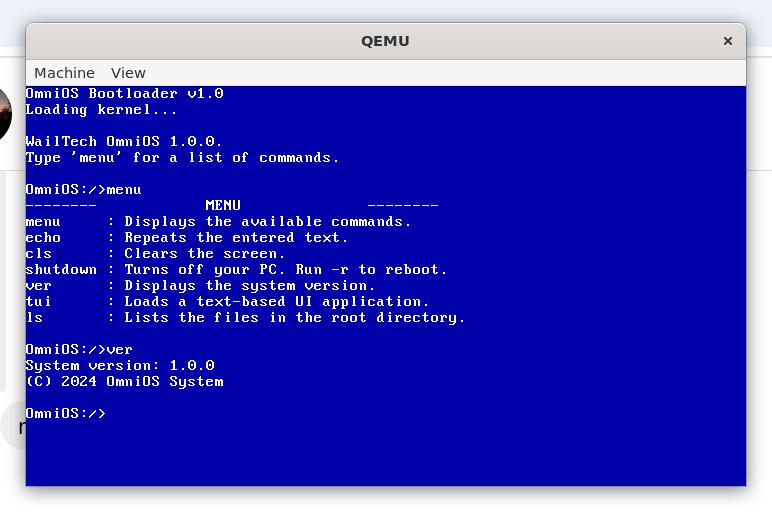 QEMU
Machine View
OmniOS Bootloader v1.0
Loading kernel...
WailTech OmniOS 1.0.0.
Type 'menu' for a list of commands.
OmniOS:/>menu
-------- MENU --------
menu : Displays the available commands.
echo : Repeats the entered text.
cls : Clears the screen.
shutdown : Turns off your PC. Run -r to reboot.
ver : Displays the system version.
tui : Loads a text-based UI application.
ls : Lists the files in the root directory.
OmniOS:/>ver
System version: 1.0.0
(C) 2024 OmniOS System
OmniOS:/>